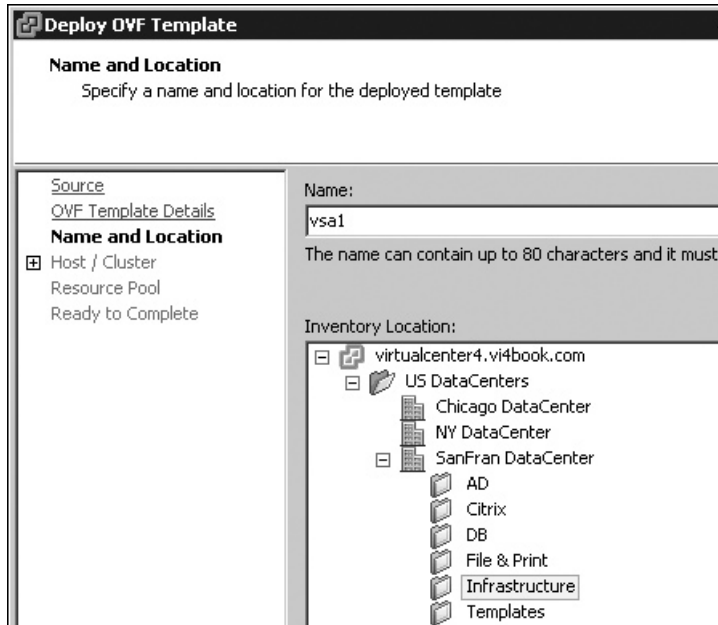 Deploy OVF Template
Name and Location
Specify a name and location for the deployed template
Source
OVF Template Details
Name and Location
Host / Cluster
Resource Pool
Ready to Complete
Name:
vsa1
The name can contain up to 80 characters and it must
Inventory Location:
virtualcenter4.vi4book.com
US DataCenters
Chicago DataCenter
NY DataCenter
SanFran DataCenter
AD
Citrix
DB
File & Print
Infrastructure
Templates